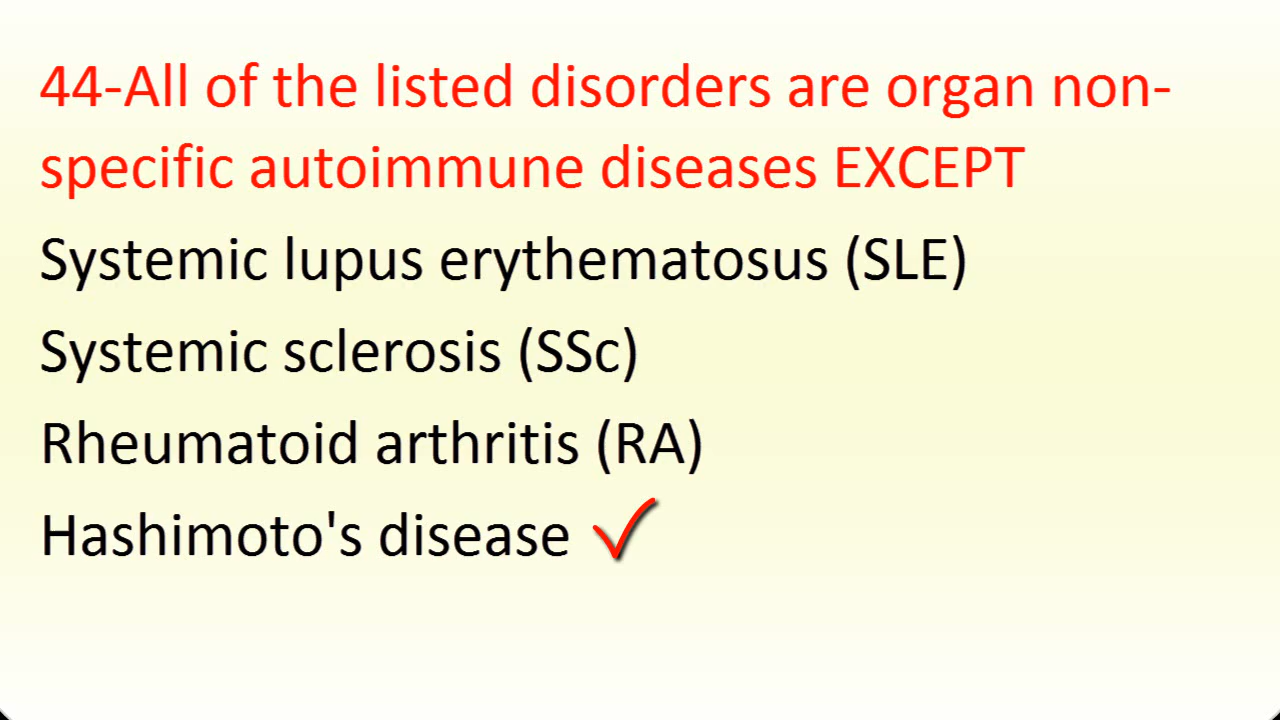 44-All of the listed disorders are organ non-
specific autoimmune diseases EXCEPT
Systemic lupus erythematosus (SLE)
Systemic sclerosis (SSc)
Rheumatoid arthritis (RA)
Hashimoto's disease